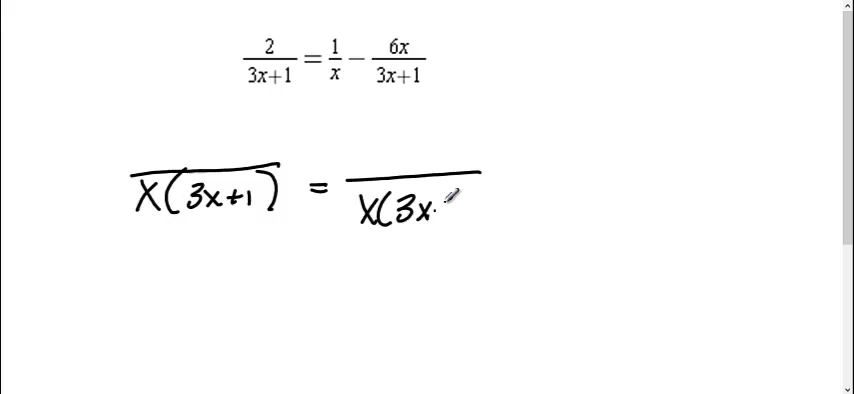 2/(3x+1) = 1/x − 6x/(3x+1)
X(3x+1) = X(3x